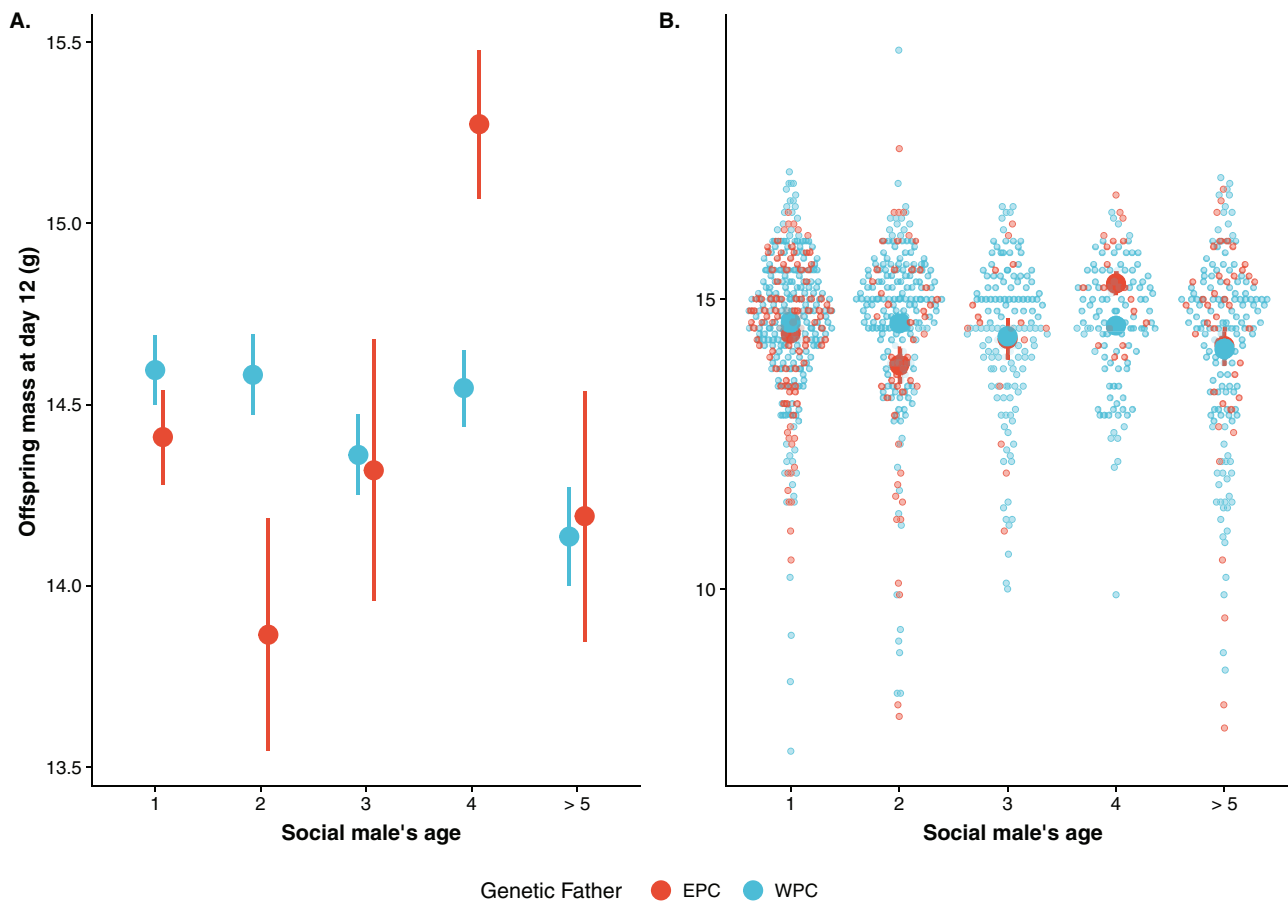 A.
B.
Offspring mass at day 12 (g)
15.5
15.0
14.5
14.0
13.5
1 2 3 4 > 5
Social male's age
15
10
1 2 3 4 > 5
Social male's age
Genetic Father EPC WPC